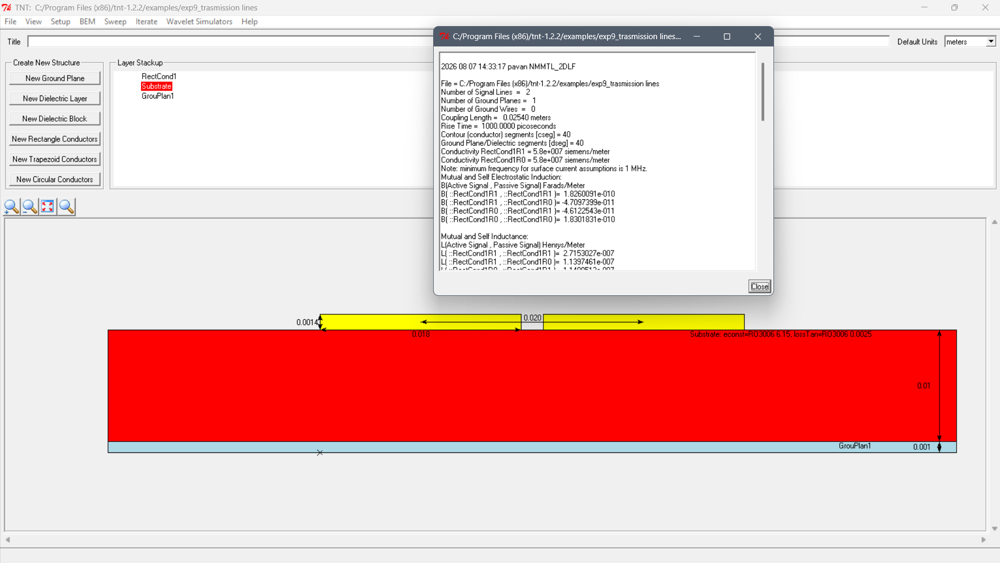 TNT: C:/Program Files (x86)/tnt-1.2.2/examples/exp9_trasmission lines
File View Setup BEM Sweep Iterate Wavelet Simulators Help
Title
Default Units meters
Create New Structure
New Ground Plane
New Dielectric Layer
New Dielectric Block
New Rectangle Conductors
New Trapezoid Conductors
New Circular Conductors
Layer Stackup
RectCond1
Substrate
GrouPlan1
C:/Program Files (x86)/tnt-1.2.2/examples/exp9_trasmission lines...
2026 08 07 14:33:17 pavan NMMTL_2DLF
File = C:/Program Files (x86)/tnt-1.2.2/examples/exp9_trasmission lines
Number of Signal Lines = 2
Number of Ground Planes = 1
Number of Ground Wires = 0
Coupling Length = 0.02540 meters
Rise Time = 1000.0000 picoseconds
Contour (conductor) segments [cseg] = 40
Ground Plane/Dielectric segments [dseg] = 40
Conductivity RectCond1R1 = 5.8e+007 siemens/meter
Conductivity RectCond1R0 = 5.8e+007 siemens/meter
Note: minimum frequency for surface current assumptions is 1 MHz.
Mutual and Self Electrostatic Induction:
B(Active Signal , Passive Signal) Farads/Meter
B( ::RectCond1R1 , ::RectCond1R1 )= 1.8260091e-010
B( ::RectCond1R1 , ::RectCond1R0 )= -4.7097399e-011
B( ::RectCond1R0 , ::RectCond1R1 )= -4.6122543e-011
B( ::RectCond1R0 , ::RectCond1R0 )= 1.8301831e-010
Mutual and Self Inductance:
L(Active Signal , Passive Signal) Henrys/Meter
L( ::RectCond1R1 , ::RectCond1R1 )= 2.7153027e-007
L( ::RectCond1R1 , ::RectCond1R0 )= 1.1397461e-007
Close
0.0014
0.020
0.018
Substrate: econst=RO3006 6.15, lossTan=RO3006 0.0025
0.01
GrouPlan1
0.001